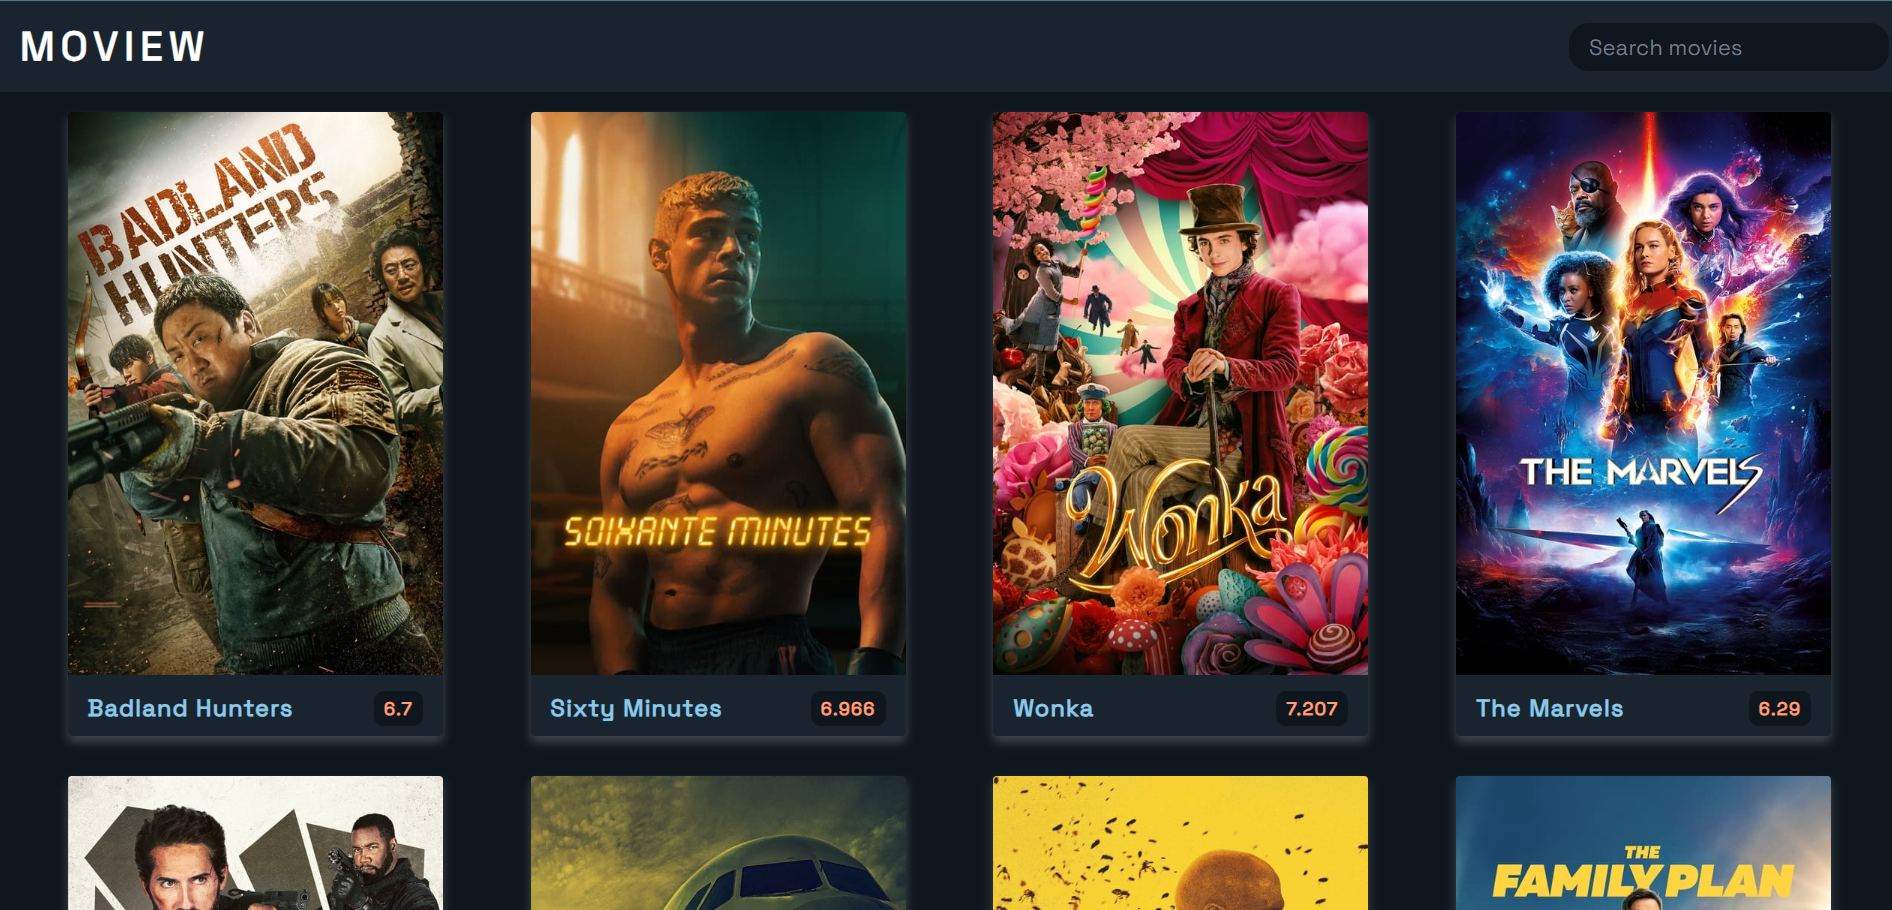 MOVIEW
Search movies
BADLAND
HUNTERS
SOIXANTE MINUTES
Wonka
THE MARVELS
Badland Hunters
6.7
Sixty Minutes
6.966
Wonka
7.207
The Marvels
6.29
THE
FAMILY PLAN